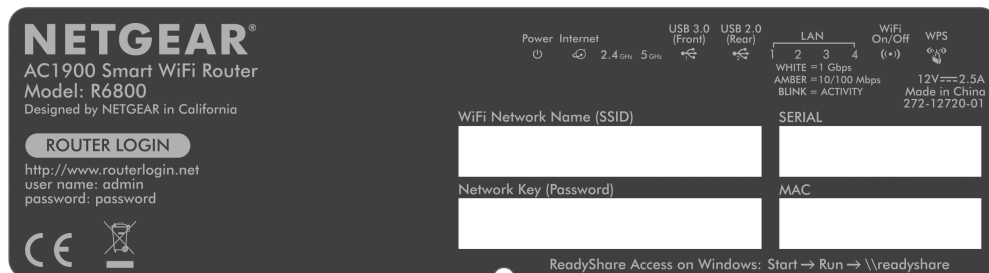 NETGEAR®
AC1900 Smart WiFi Router
Model: R6800
Designed by NETGEAR in California
ROUTER LOGIN
http://www.routerlogin.net
user name: admin
password: password
CE
Power Internet 2.4 GHz 5 GHz USB 3.0 (Front) USB 2.0 (Rear) LAN WiFi On/Off WPS
1 2 3 4
WHITE = 1 Gbps
AMBER = 10/100 Mbps
BLINK = ACTIVITY
12V⎓2.5A
Made in China
272-12720-01
WiFi Network Name (SSID)
SERIAL
Network Key (Password)
MAC
ReadyShare Access on Windows: Start → Run → \\readyshare